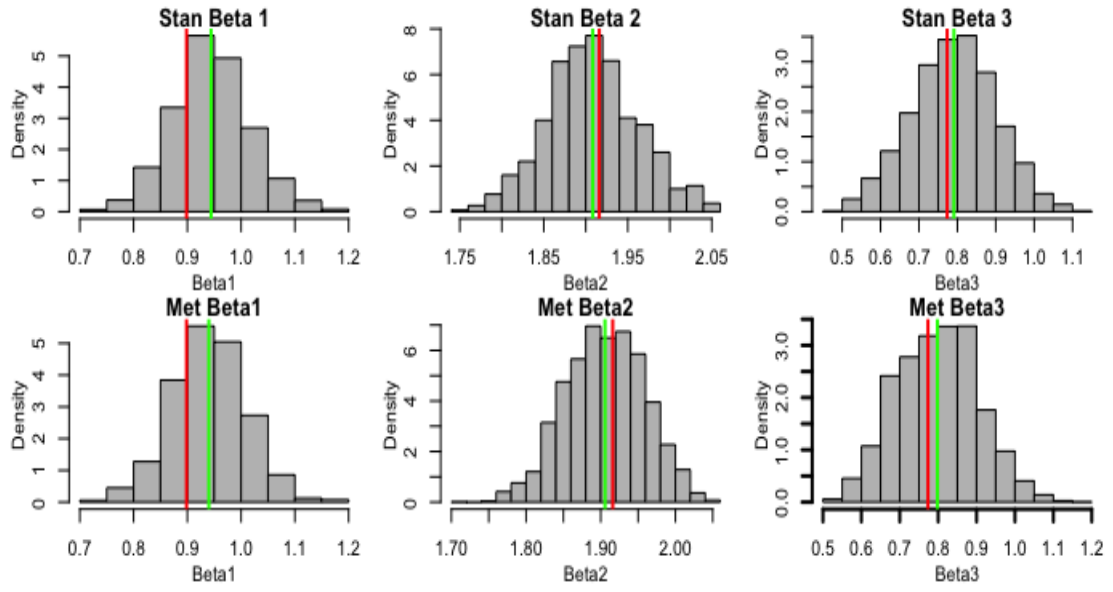 Stan Beta 1
Density
0 1 2 3 4 5
0.7 0.8 0.9 1.0 1.1 1.2
Beta1
Stan Beta 2
Density
0 2 4 6 8
1.75 1.85 1.95 2.05
Beta2
Stan Beta 3
Density
0.0 1.0 2.0 3.0
0.5 0.6 0.7 0.8 0.9 1.0 1.1
Beta3
Met Beta1
Density
0 1 2 3 4 5
0.7 0.8 0.9 1.0 1.1 1.2
Beta1
Met Beta2
Density
0 2 4 6
1.70 1.80 1.90 2.00
Beta2
Met Beta3
Density
0.0 1.0 2.0 3.0
0.5 0.6 0.7 0.8 0.9 1.0 1.1 1.2
Beta3